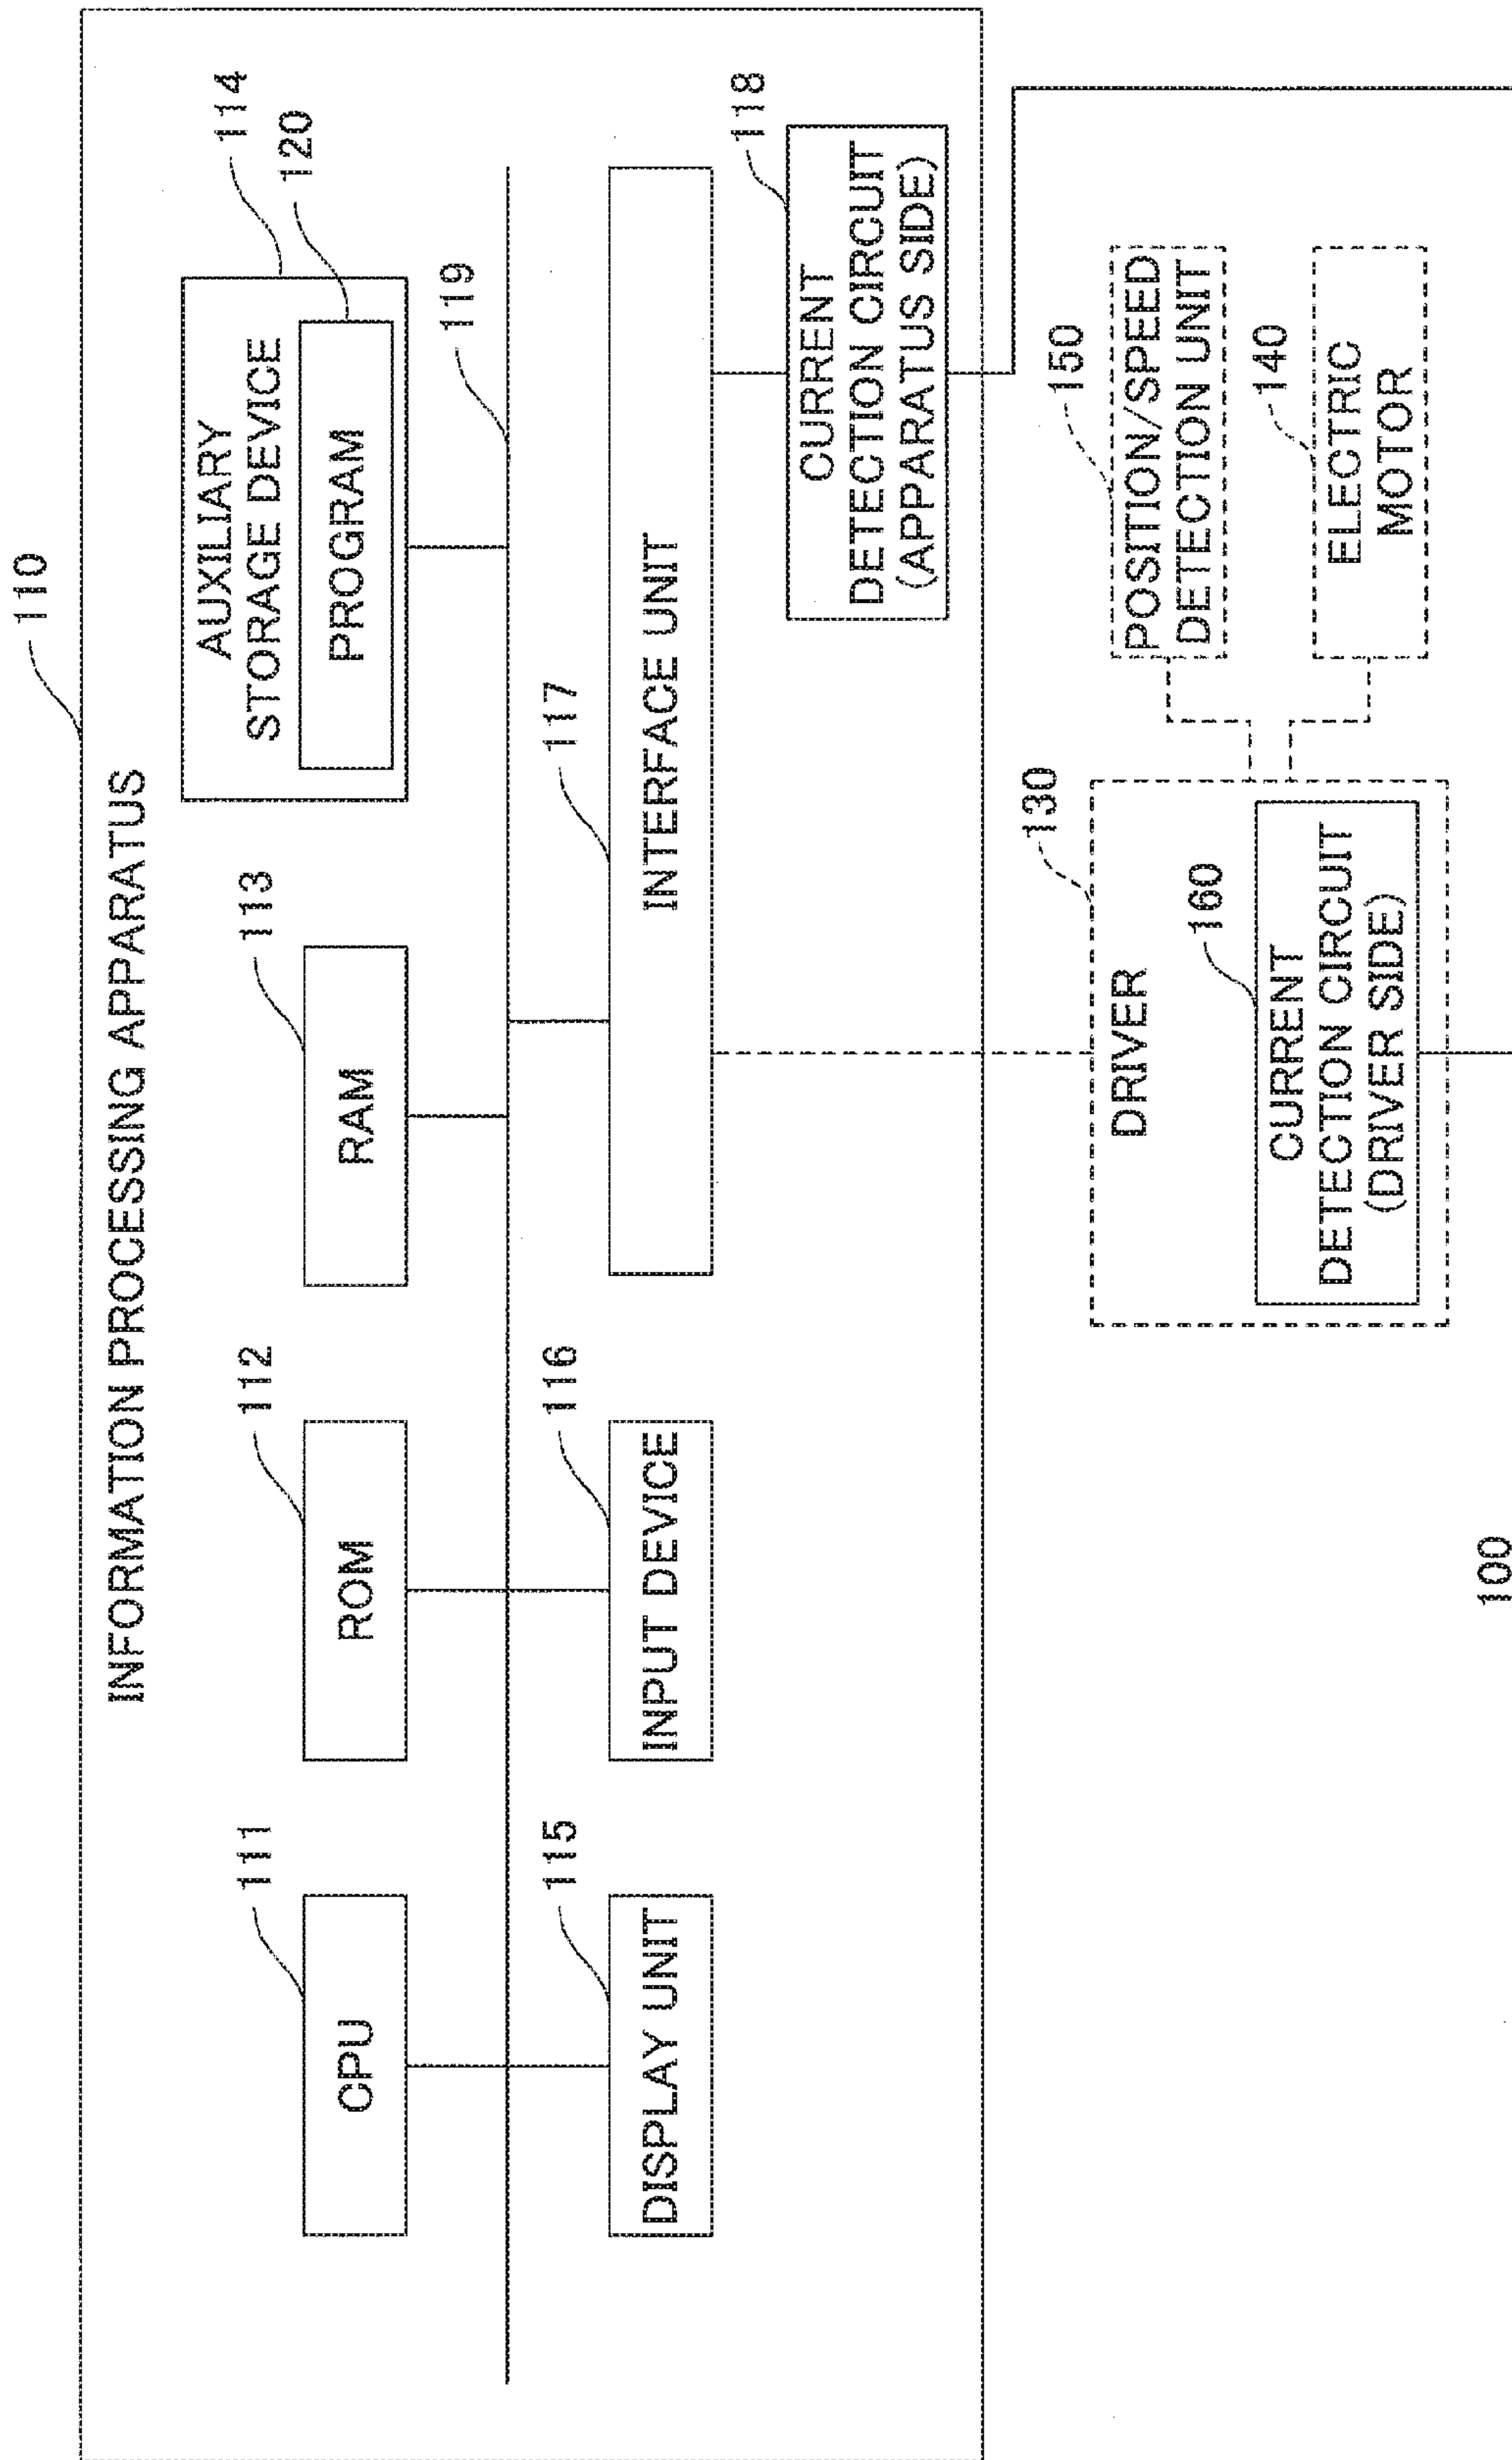 110
INFORMATION PROCESSING APPARATUS
111
CPU
112
ROM
113
RAM
114
AUXILIARY
STORAGE DEVICE
120
PROGRAM
119
115
DISPLAY UNIT
116
INPUT DEVICE
117
INTERFACE UNIT
118
CURRENT
DETECTION CIRCUIT
(APPARATUS SIDE)
130
DRIVER
160
CURRENT
DETECTION CIRCUIT
(DRIVER SIDE)
150
POSITION/SPEED
DETECTION UNIT
140
ELECTRIC
MOTOR
100